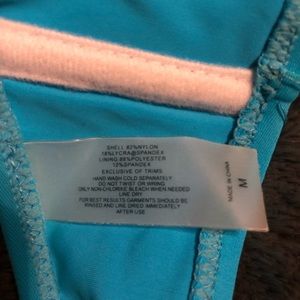 SHELL 82%NYLON
18%LYCRA@SPANDEX
LINING 88%POLYESTER
12%SPANDEX
EXCLUSIVE OF TRIMS
HAND WASH COLD SEPARATELY
DO NOT TWIST OR WRING
ONLY NON-CHLORINE BLEACH WHEN NEEDED
LINE DRY
FOR BEST RESULTS GARMENTS SHOULD BE
RINSED AND LINE DRIED IMMEDIATELY
AFTER USE
MADE IN CHINA
M